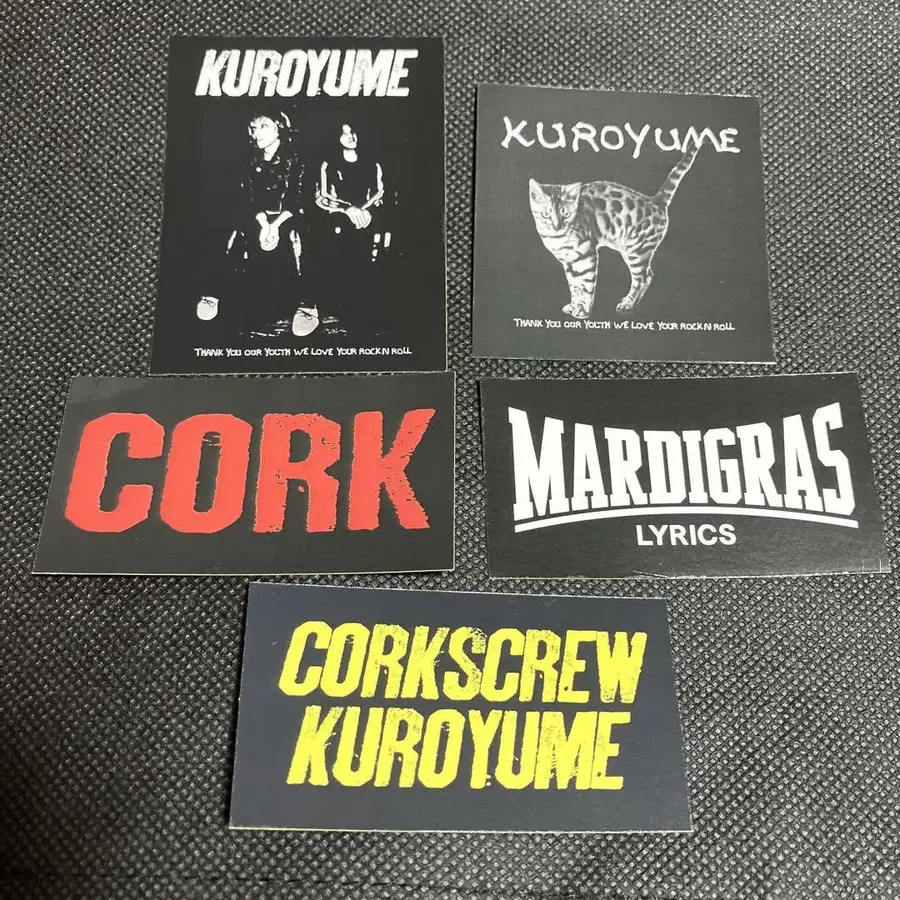 KUROYUME
THANK YOU OUR YOUTH WE LOVE YOUR ROCK N ROLL
KUROYUME
THANK YOU OUR YOUTH WE LOVE YOUR ROCK N ROLL
CORK
MARDIGRAS
LYRICS
CORKSCREW
KUROYUME